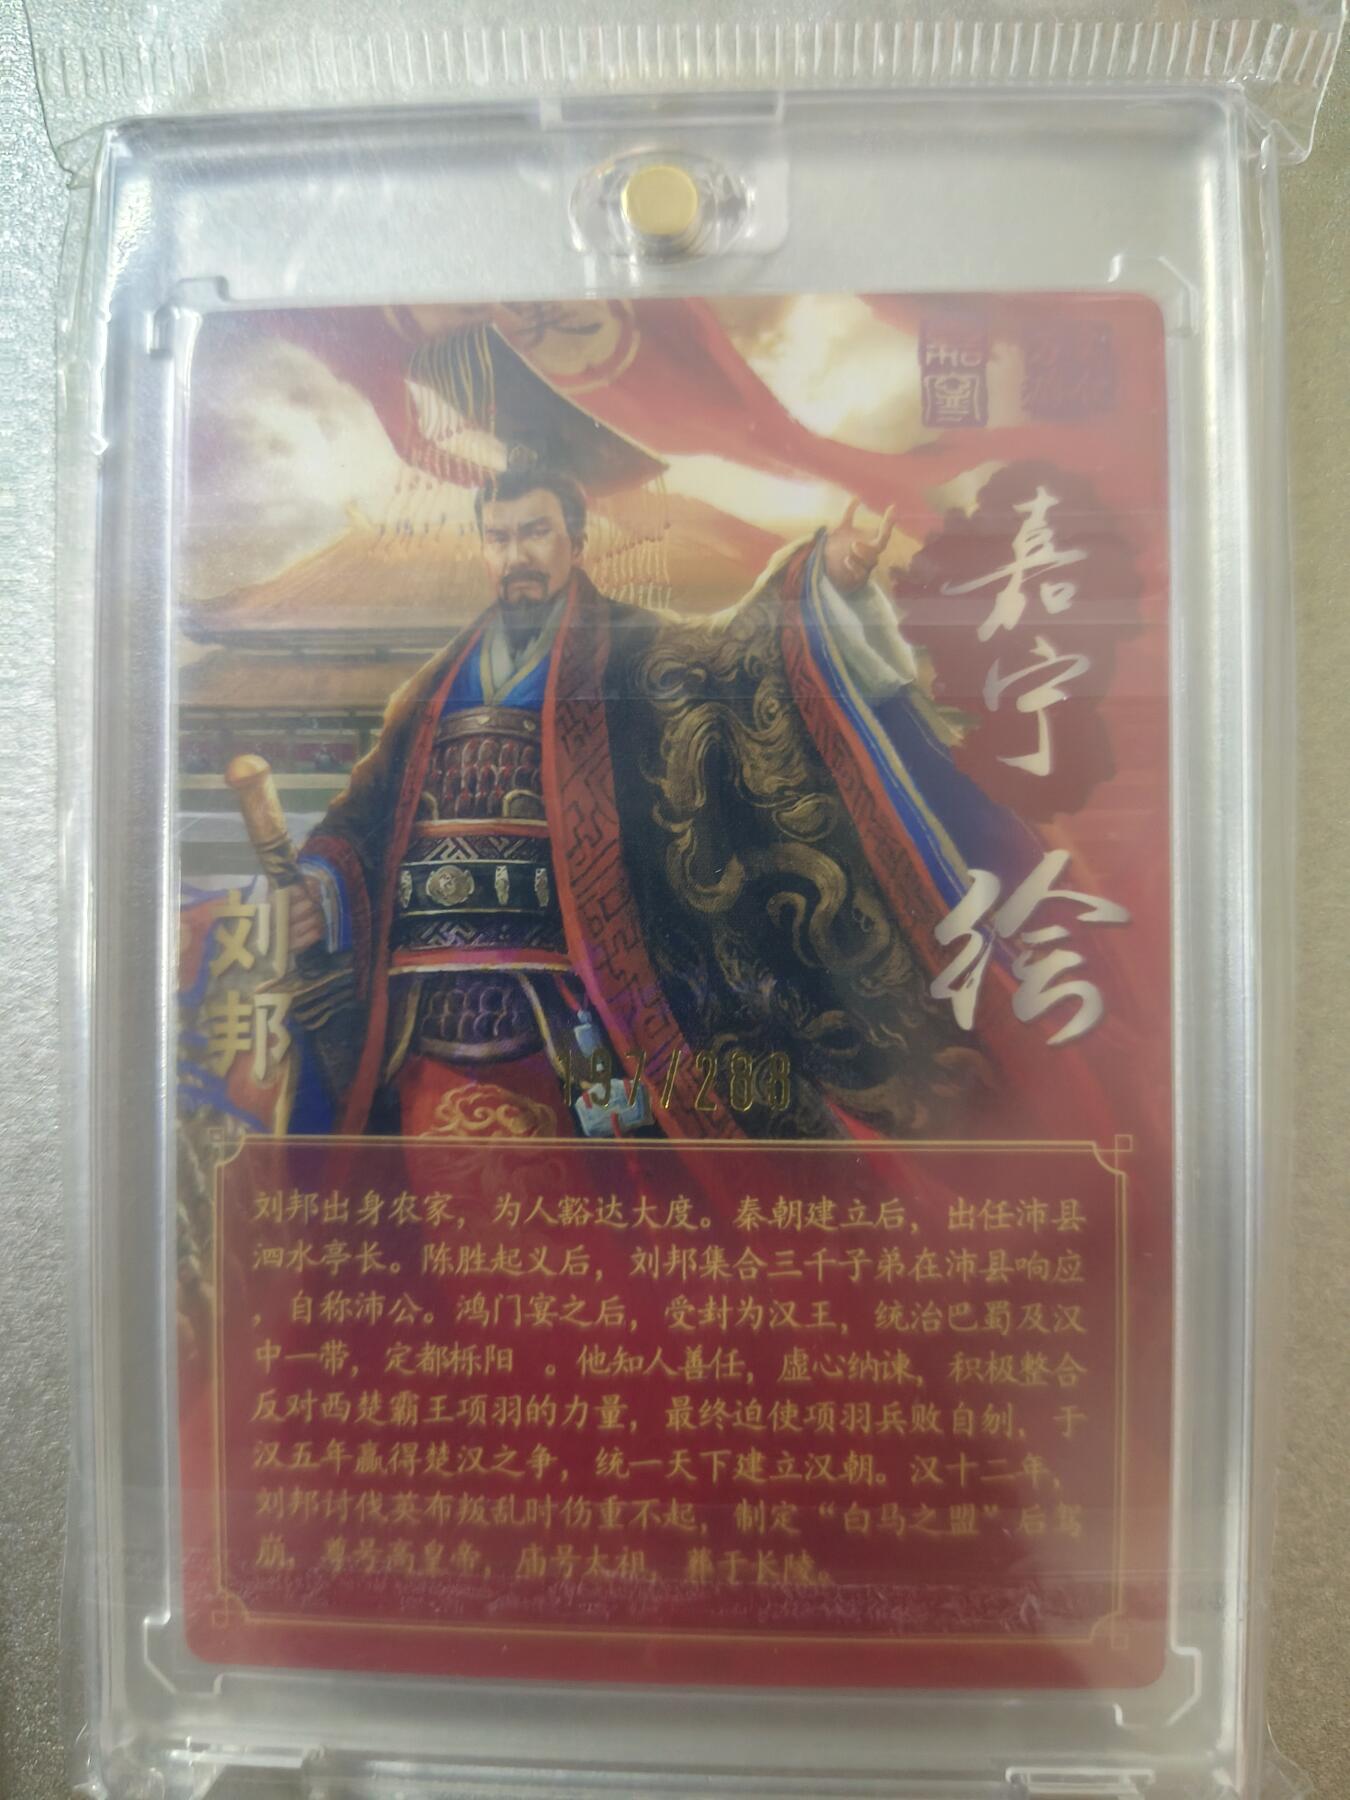 嘉宁
绘
刘邦
197/288
刘邦出身农家，为人豁达大度。秦朝建立后，出任沛县
泗水亭长。陈胜起义后，刘邦集合三千子弟在沛县响应
，自称沛公。鸿门宴之后，受封为汉王，统治巴蜀及汉
中一带，定都栎阳 。他知人善任，虚心纳谏，积极整合
反对西楚霸王项羽的力量，最终迫使项羽兵败自刎，于
汉五年赢得楚汉之争，统一天下建立汉朝。汉十二年，
刘邦讨伐英布叛乱时伤重不起，制定“白马之盟”后驾
崩，尊号高皇帝，庙号太祖，葬于长陵。